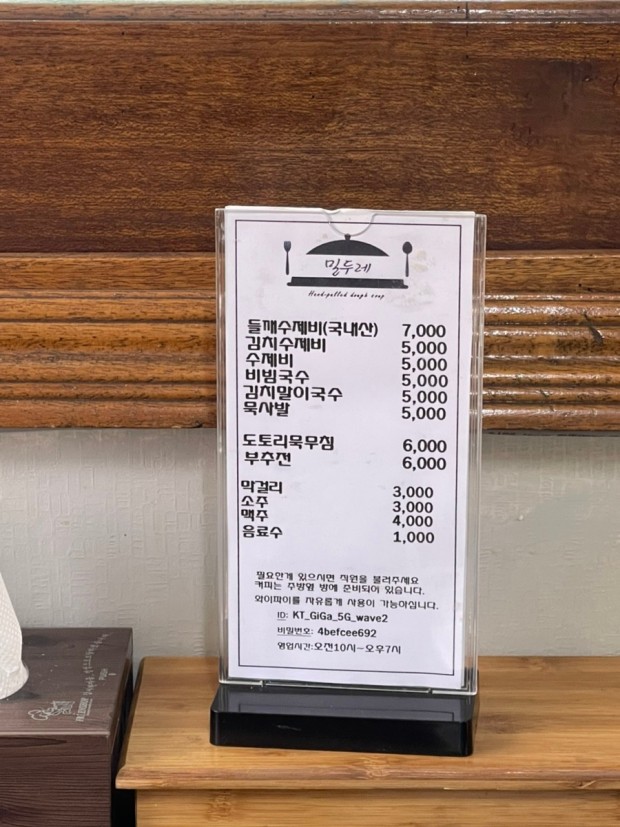 밀두레
Hand-pulled dough soup
들깨수제비(국내산) 7,000
김치수제비 5,000
수제비 5,000
비빔국수 5,000
김치말이국수 5,000
묵사발 5,000
도토리묵무침 6,000
부추전 6,000
막걸리 3,000
소주 3,000
맥주 4,000
음료수 1,000
필요한게 있으시면 직원을 불러주세요
커피는 주방옆 방에 준비되어 있습니다.
와이파이를 자유롭게 사용이 가능하십니다.
ID: KT_GiGa_5G_wave2
비밀번호: 4befcee692
영업시간:오전10시~오후7시
PUSH